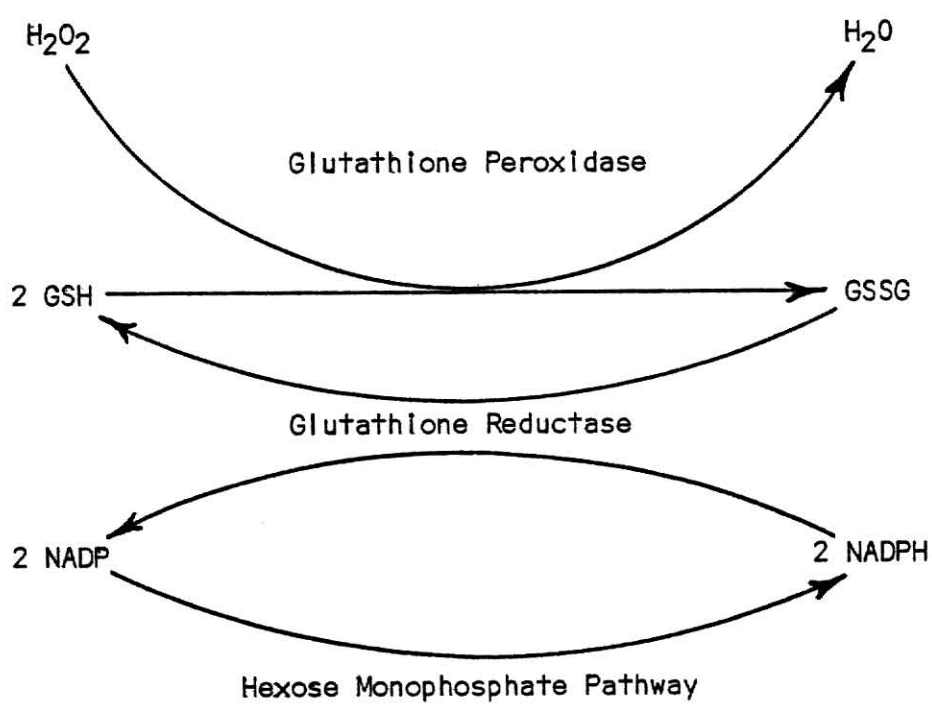 H₂O₂
H₂O
Glutathione Peroxidase
2 GSH
GSSG
Glutathione Reductase
2 NADP
2 NADPH
Hexose Monophosphate Pathway